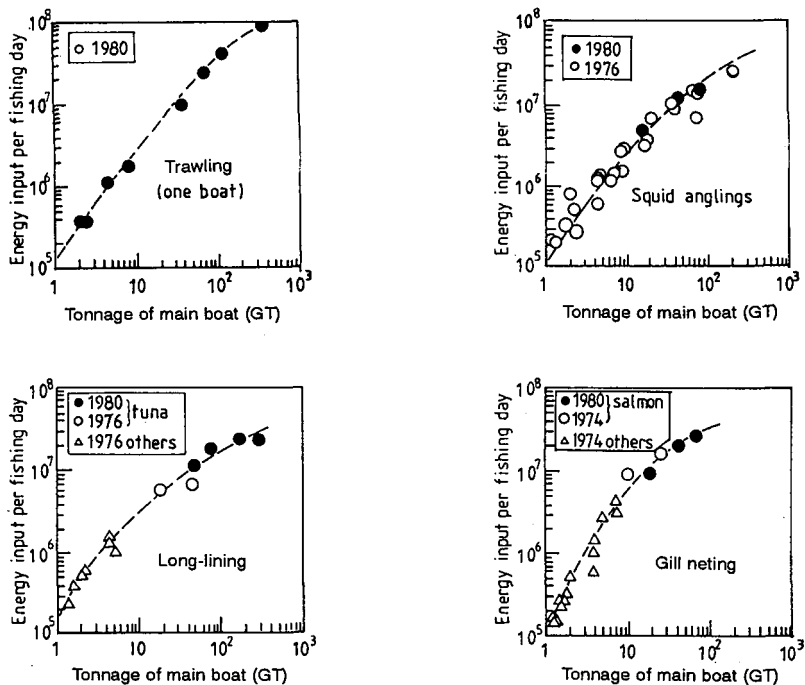 Energy input per fishing day
10^8
10^7
10^6
10^5
○ 1980
Trawling
(one boat)
1 10 10^2 10^3
Tonnage of main boat (GT)
Energy input per fishing day
10^8
10^7
10^6
10^5
● 1980
○ 1976
Squid anglings
1 10 10^2 10^3
Tonnage of main boat (GT)
Energy input per fishing day
10^8
10^7
10^6
10^5
● 1980 } tuna
○ 1976
△ 1976 others
Long-lining
1 10 10^2 10^3
Tonnage of main boat (GT)
Energy input per fishing day
10^8
10^7
10^6
10^5
● 1980 } salmon
○ 1974
△ 1974 others
Gill neting
1 10 10^2 10^3
Tonnage of main boat (GT)